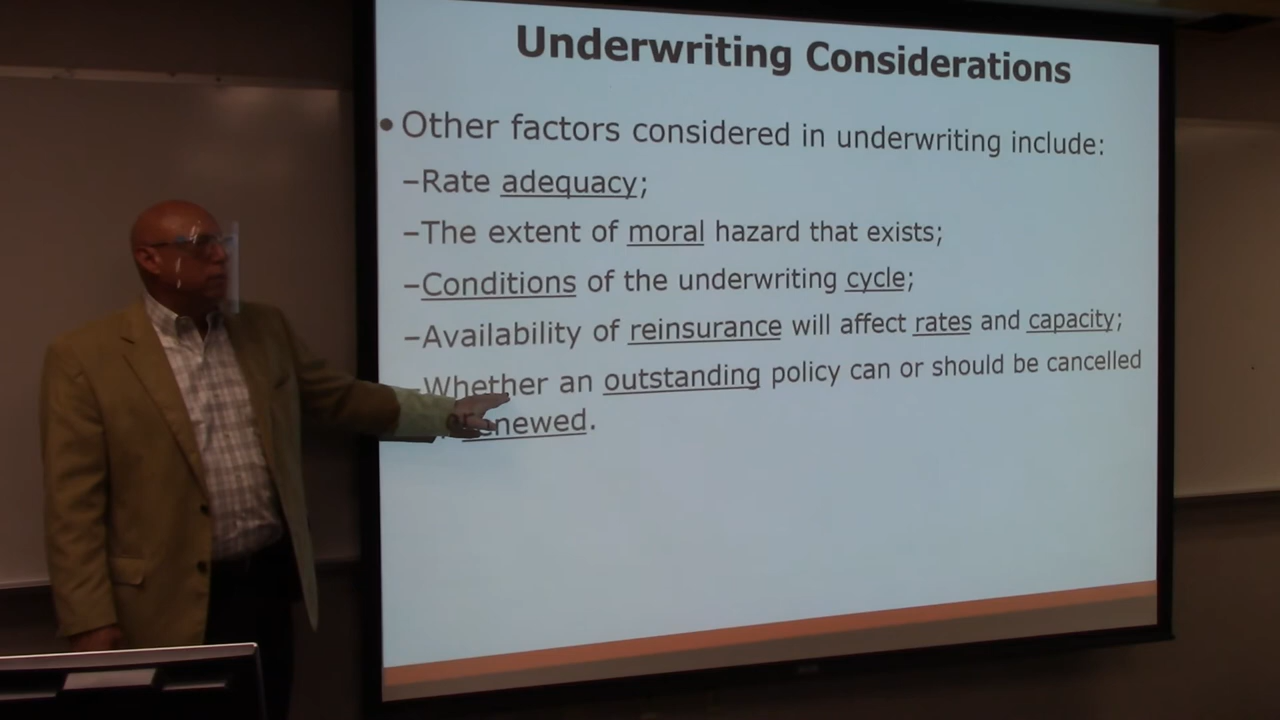 Underwriting Considerations
• Other factors considered in underwriting include:
–Rate adequacy;
–The extent of moral hazard that exists;
–Conditions of the underwriting cycle;
–Availability of reinsurance will affect rates and capacity;
–Whether an outstanding policy can or should be cancelled
renewed.